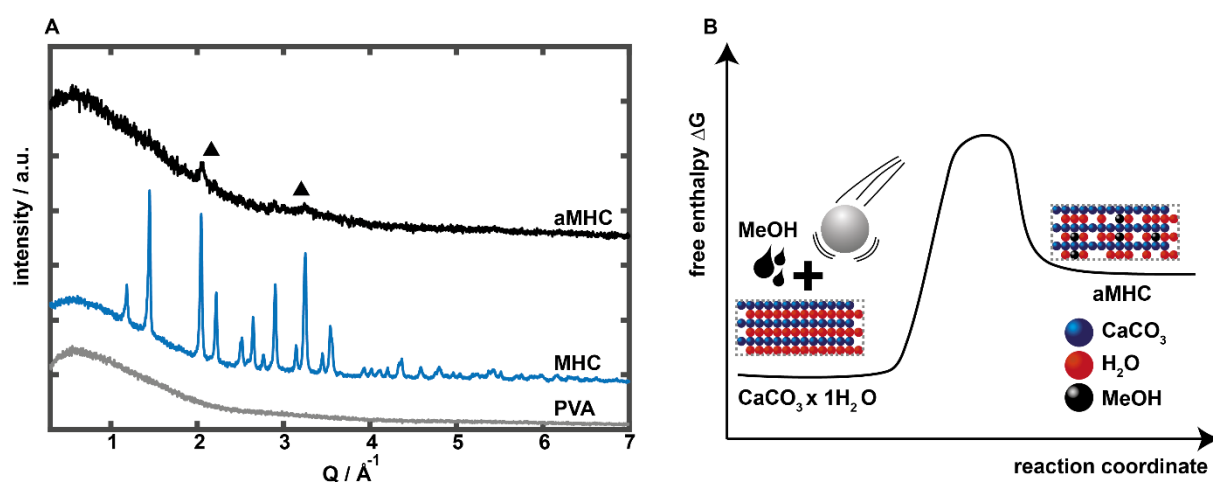 A
intensity / a.u.
aMHC
MHC
PVA
1 2 3 4 5 6 7
Q / Å⁻¹
B
free enthalpy ΔG
MeOH
+
CaCO₃ x 1H₂O
aMHC
CaCO₃
H₂O
MeOH
reaction coordinate